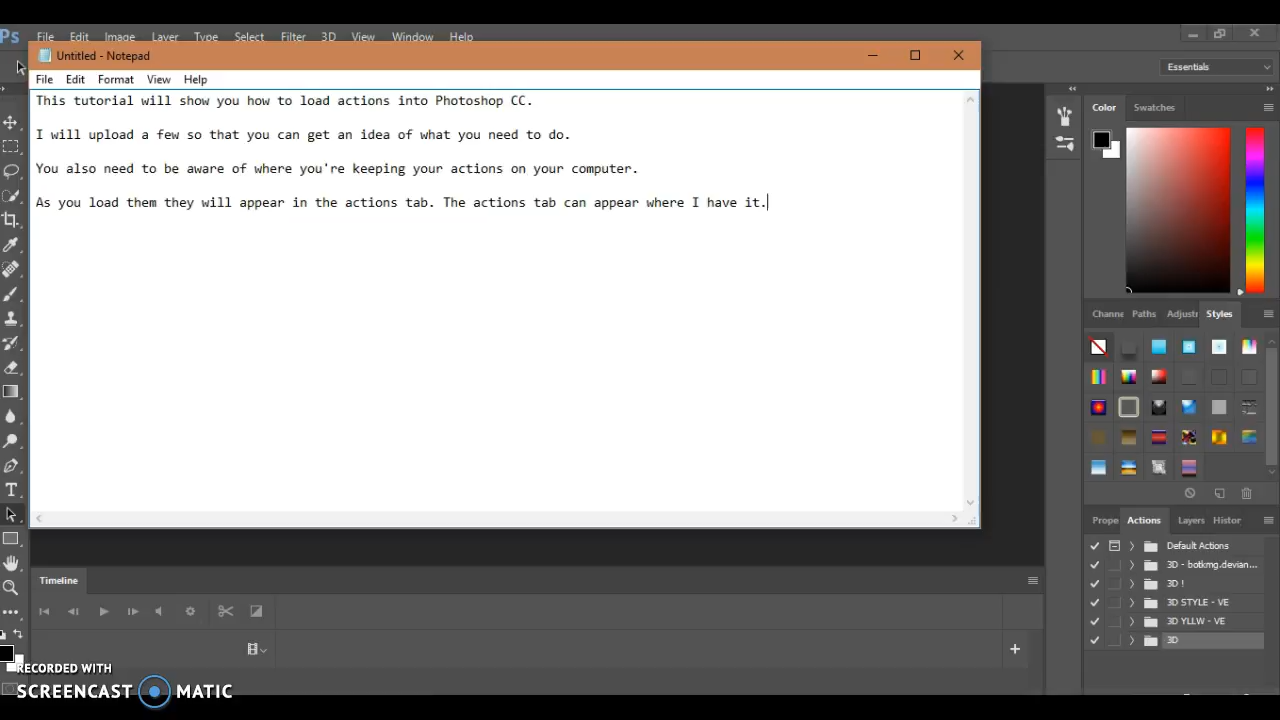 Ps File Edit Image Layer Type Select Filter 3D View Window Help
Untitled - Notepad
File Edit Format View Help
This tutorial will show you how to load actions into Photoshop CC.
I will upload a few so that you can get an idea of what you need to do.
You also need to be aware of where you're keeping your actions on your computer.
As you load them they will appear in the actions tab. The actions tab can appear where I have it.
Essentials
Color Swatches
Channe Paths Adjustr Styles
Prope Actions Layers Histor
Default Actions
3D - botkmg.devian...
3D !
3D STYLE - VE
3D YLLW - VE
3D
Timeline
RECORDED WITH
SCREENCAST MATIC